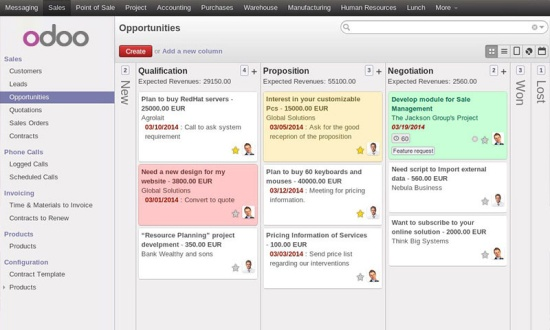 Messaging Sales Point of Sale Project Accounting Purchases Warehouse Manufacturing Human Resources Lunch More
odoo
Sales
Customers
Leads
Opportunities
Quotations
Sales Orders
Contracts
Phone Calls
Logged Calls
Scheduled Calls
Invoicing
Time & Materials to Invoice
Contracts to Renew
Products
Products
Configuration
Contract Template
Products
Opportunities
Create or Add a new column
2
New
Qualification 4 +
Expected Revenues: 29150.00
Plan to buy RedHat servers -
25000.00 EUR
Agrolait
03/10/2014 : Call to ask system
requirement
Need a new design for my
website - 3800.00 EUR
Global Solutions
03/01/2014 : Convert to quote
"Resource Planning" project
develpment - 350.00 EUR
Bank Wealthy and sons
Proposition 3 +
Expected Revenues: 55100.00
Interest in your customizable
Pcs - 15000.00 EUR
Global Solutions
03/05/2014 : Ask for the good
reception of the proposition
Plan to buy 60 keyboards and
mouses - 40000.00 EUR
03/12/2014 : Meeting for pricing
information.
Pricing Information of Services
- 100.00 EUR
03/03/2014 : Send price list
regarding our interventions
Negotiation 2 +
Expected Revenues: 2560.00
Develop module for Sale
Management
The Jackson Group's Project
03/19/2014
60
Feature request
Need script to Import external
data - 560.00 EUR
Nebula Business
Want to subscribe to your
online solution - 2000.00 EUR
Think Big Systems
3
Won
1
Lost